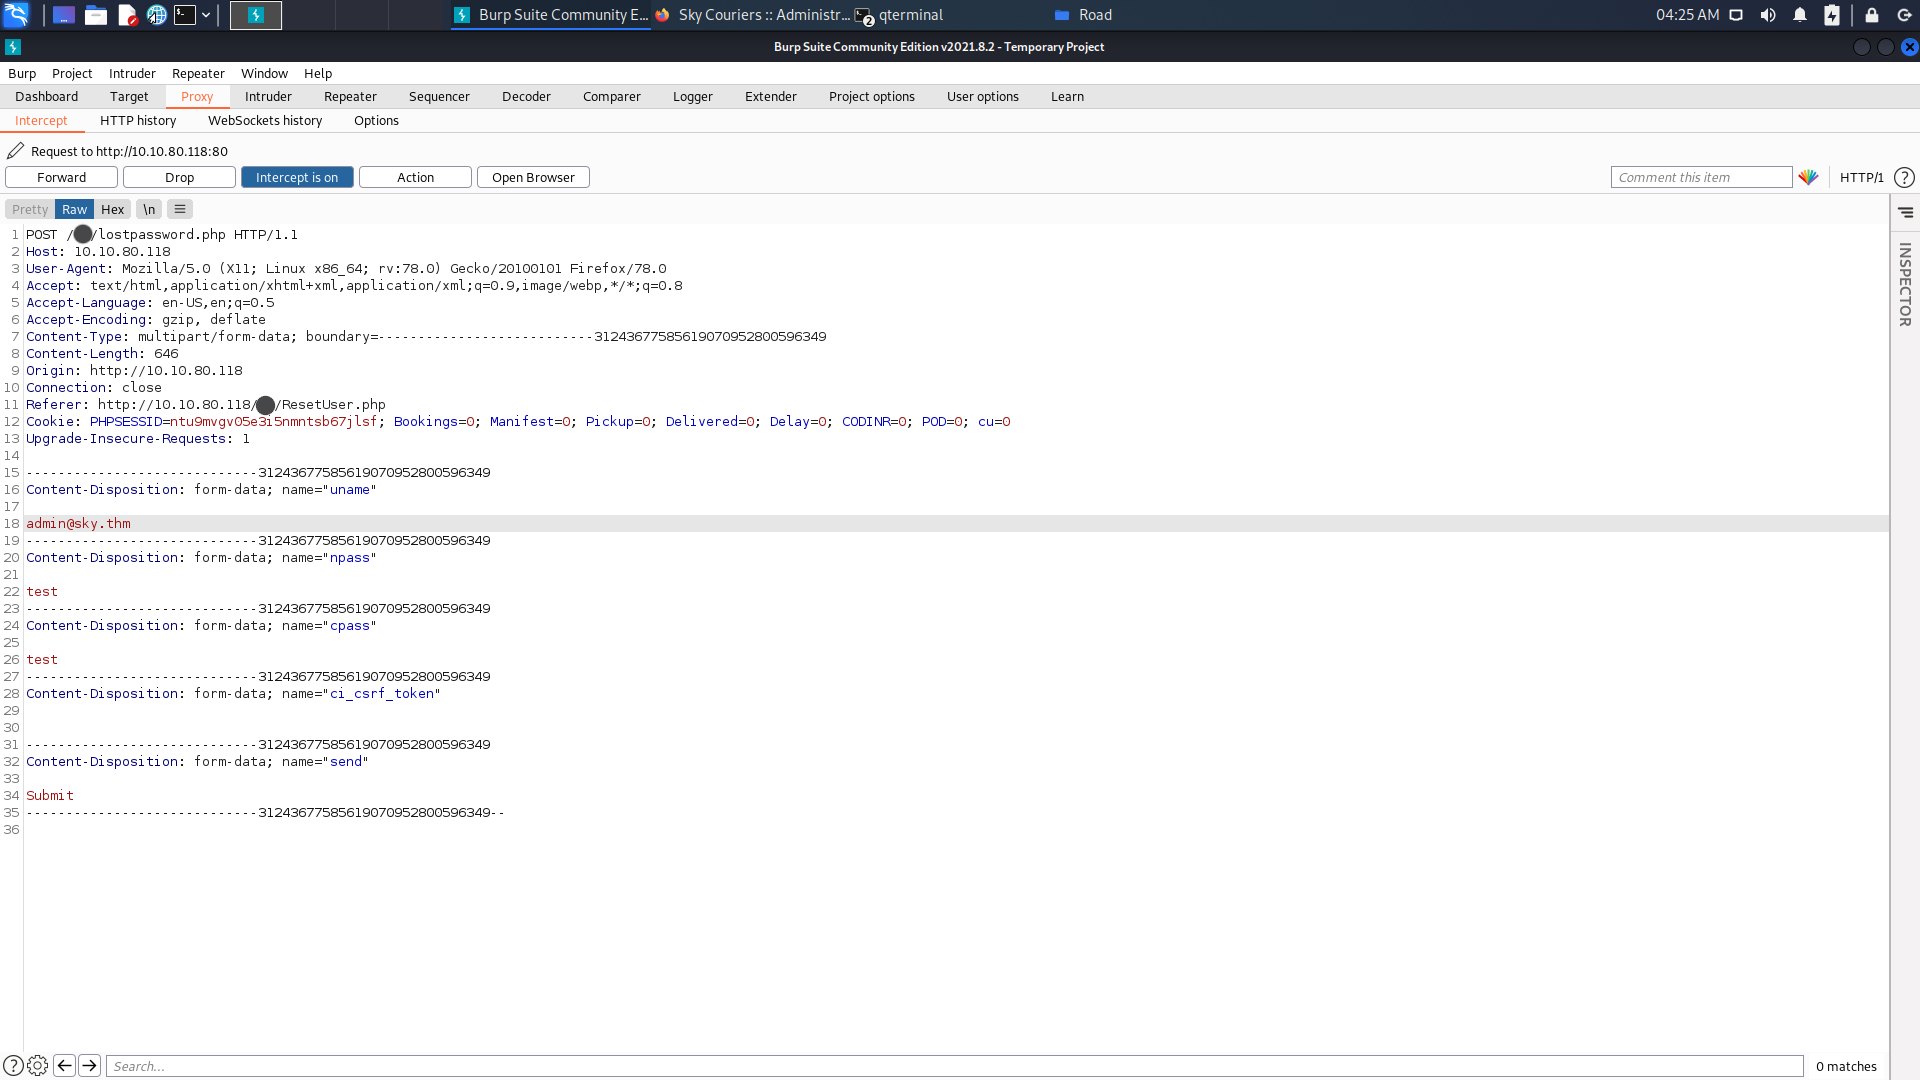 Burp Suite Community E...
Sky Couriers :: Administr...
2
qterminal
Road
04:25 AM
Burp Suite Community Edition v2021.8.2 - Temporary Project
Burp Project Intruder Repeater Window Help
Dashboard Target Proxy Intruder Repeater Sequencer Decoder Comparer Logger Extender Project options User options Learn
Intercept HTTP history WebSockets history Options
Request to http://10.10.80.118:80
Forward Drop Intercept is on Action Open Browser Comment this item HTTP/1 ?
Pretty Raw Hex \n
INSPECTOR
1 POST / /lostpassword.php HTTP/1.1
2 Host: 10.10.80.118
3 User-Agent: Mozilla/5.0 (X11; Linux x86_64; rv:78.0) Gecko/20100101 Firefox/78.0
4 Accept: text/html,application/xhtml+xml,application/xml;q=0.9,image/webp,*/*;q=0.8
5 Accept-Language: en-US,en;q=0.5
6 Accept-Encoding: gzip, deflate
7 Content-Type: multipart/form-data; boundary=---------------------------312436775856190709528005​96349
8 Content-Length: 646
9 Origin: http://10.10.80.118
10 Connection: close
11 Referer: http://10.10.80.118/ /ResetUser.php
12 Cookie: PHPSESSID=ntu9mvgv05e3i5nmntsb67jlsf; Bookings=0; Manifest=0; Pickup=0; Delivered=0; Delay=0; CODINR=0; POD=0; cu=0
13 Upgrade-Insecure-Requests: 1
14
15 -----------------------------31243677585619070952800596349
16 Content-Disposition: form-data; name="uname"
17
18 admin@sky.thm
19 -----------------------------31243677585619070952800596349
20 Content-Disposition: form-data; name="npass"
21
22 test
23 -----------------------------31243677585619070952800596349
24 Content-Disposition: form-data; name="cpass"
25
26 test
27 -----------------------------31243677585619070952800596349
28 Content-Disposition: form-data; name="ci_csrf_token"
29
30
31 -----------------------------31243677585619070952800596349
32 Content-Disposition: form-data; name="send"
33
34 Submit
35 -----------------------------31243677585619070952800596349--
36
? Search... 0 matches